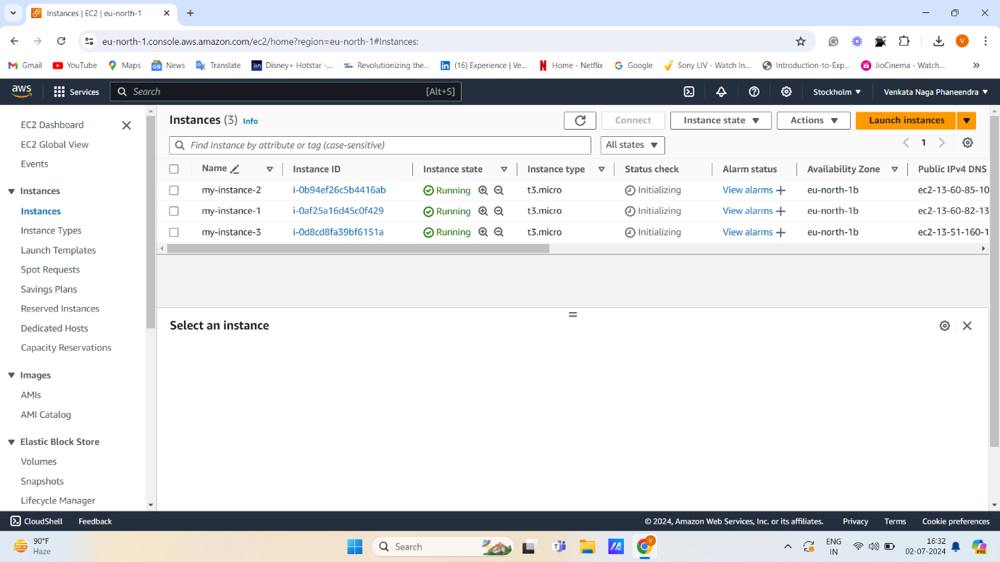 Instances | EC2 | eu-north-1
eu-north-1.console.aws.amazon.com/ec2/home?region=eu-north-1#Instances:
V
Gmail YouTube Maps News Translate Disney+ Hotstar -... Revolutionizing the... (16) Experience | Ve... Home - Netflix Google Sony LIV - Watch In... Introduction-to-Exp... JioCinema - Watch...
aws Services Search [Alt+S] Stockholm Venkata Naga Phaneendra
EC2 Dashboard
EC2 Global View
Events
Instances
Instances
Instance Types
Launch Templates
Spot Requests
Savings Plans
Reserved Instances
Dedicated Hosts
Capacity Reservations
Images
AMIs
AMI Catalog
Elastic Block Store
Volumes
Snapshots
Lifecycle Manager
Instances (3) Info Connect Instance state Actions Launch instances
Find Instance by attribute or tag (case-sensitive) All states 1
Name Instance ID Instance state Instance type Status check Alarm status Availability Zone Public IPv4 DNS
my-instance-2 i-0b94ef26c5b4416ab Running t3.micro Initializing View alarms + eu-north-1b ec2-13-60-85-10
my-instance-1 i-0af25a16d45c0f429 Running t3.micro Initializing View alarms + eu-north-1b ec2-13-60-82-13
my-instance-3 i-0d8cd8fa39bf6151a Running t3.micro Initializing View alarms + eu-north-1b ec2-13-51-160-1
Select an instance
CloudShell Feedback © 2024, Amazon Web Services, Inc. or its affiliates. Privacy Terms Cookie preferences
90°F
Haze
Search
ENG
IN
16:32
02-07-2024
PRE